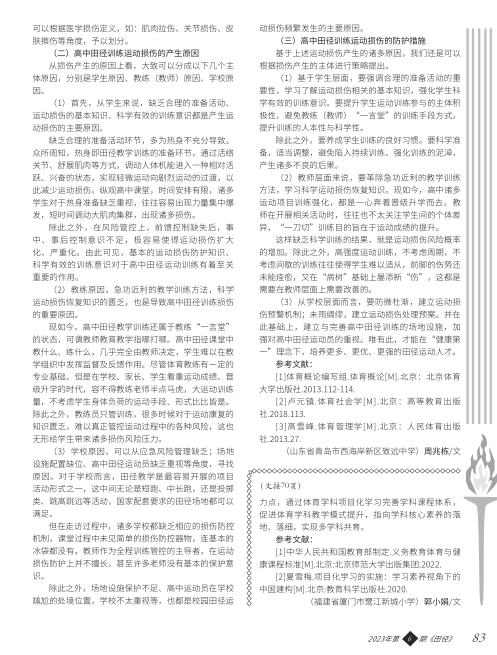 可以根据医学损伤定义，如：肌肉拉伤、关节损伤、皮
肤擦伤等角度，予以划分。
（二）高中田径训练运动损伤的产生原因
从损伤产生的原因上看，大致可以分成以下几个主
体原因，分别是学生原因、教练（教师）原因、学校原
因。
（1）首先，从学生来说，缺乏合理的准备活动、
运动损伤的基本知识、科学有效的训练意识都是产生运
动损伤的主要原因。
缺乏合理的准备活动环节，多为热身不充分导致。
众所周知，热身即田径教学训练的准备环节，通过活络
关节、舒展肌肉等方式，调动人体机能进入一种相对活
跃、兴奋的状态，实现轻微运动向剧烈运动的过渡，以
此减少运动损伤。纵观高中课堂，时间安排有限，诸多
学生对于热身准备缺乏重视，往往容易出现力量集中爆
发，短时间调动大肌肉集群，出现诸多损伤。
除此之外，在风险管控上，前馈控制缺失后，事
中、事后控制意识不足，极容易使得运动损伤扩大
化、严重化。由此可见，基本的运动损伤防护知识、
科学有效的训练意识对于高中田径运动训练有着至关
重要的作用。
（2）教练原因，急功近利的教学训练方法，科学
运动损伤恢复知识的匮乏，也是导致高中田径训练损伤
的重要原因。
现如今，高中田径教学训练还属于教练“一言堂”
的状态，可谓教师教育教学指哪打哪。高中田径课堂中
教什么、练什么，几乎完全由教师决定，学生难以在教
学组织中发挥监督及反馈作用。尽管体育教练有一定的
专业基础，但是在学校、家长、学生看重运动成绩、晋
级升学的时代，容不得教练老师半点马虎，大运动训练
量，不考虑学生身体负荷的运动手段、形式比比皆是。
除此之外，教练员只管训练，很多时候对于运动康复的
知识匮乏，难以真正管控运动过程中的各种风险，这也
无形给学生带来诸多损伤风险压力。
（3）学校原因，可以从应急风险管理缺乏；场地
设施配置缺位、高中田径运动员缺乏重视等角度，寻找
原因。对于学校而言，田径教学是最容易开展的项目
活动形式之一，这中间无论是短跑、中长跑，还是投掷
类、跳高跳远等活动，国家配套要求的田径场地都可以
满足。
但在走访过程中，诸多学校都缺乏相应的损伤防控
机制，课堂过程中未见简单的损伤防控器物，连基本的
冰袋都没有。教师作为全程训练管控的主导者，在运动
损伤防护上并不擅长，甚至许多老师没有基本的保护意
识。
除此之外，场地设施保护不足、高中运动员在学校
尴尬的处境位置，学校不太重视等，也都是校园田径运
动损伤频繁发生的主要原因。
（三）高中田径训练运动损伤的防护措施
基于上述运动损伤产生的诸多原因，我们还是可以
根据损伤产生的主体进行策略提出。
（1）基于学生层面，要强调合理的准备活动的重
要性，学习了解运动损伤相关的基本知识，强化学生科
学有效的训练意识。要提升学生运动训练参与的主体积
极性，避免教练（教师）“一言堂”的训练手段方式，
提升训练的人本性与科学性。
除此之外，要养成学生训练的良好习惯。要科学准
备，适当调整，避免陷入持续训练、强化训练的泥淖，
产生诸多不良的后果。
（2）教师层面来说，要革除急功近利的教学训练
方法，学习科学运动损伤恢复知识。现如今，高中诸多
运动项目训练强化，都是一心奔着晋级升学而去。教
师在开展相关活动时，往往也不太关注学生间的个体差
异，“一刀切”训练目的旨在于运动成绩的提升。
这样缺乏科学训练的结果，就是运动损伤风险概率
的增加。除此之外，高强度运动训练，不考虑周期，不
考虑间歇的训练往往使得学生难以适从，前脚的伤势还
未能痊愈，又在“病树”基础上屡添新“伤”，这都是
需要在教师层面上需要改善的。
（3）从学校层面而言，要防微杜渐，建立运动损
伤预警机制；未雨绸缪，建立运动损伤处理预案。并在
此基础上，建立与完善高中田径训练的场地设施，加
强对高中田径运动员的重视。唯有此，才能在“健康第
一”理念下，培养更多、更优、更强的田径运动人才。
参考文献：
[1]体育概论编写组.体育概论[M].北京：北京体育
大学出版社.2013.112-114.
[2]卢元镇.体育社会学[M].北京：高等教育出版
社.2018.113.
[3]高雪峰.体育管理学[M].北京：人民体育出版
社.2013.27.
（山东省青岛市西海岸新区致远中学）周兆栋/文
（文接70页）
力点，通过体育学科项目化学习完善学科课程体系，
促进体育学科教学模式提升，指向学科核心素养的落
地、落细，实现多学科共育。
参考文献：
[1]中华人民共和国教育部制定.义务教育体育与健
康课程标准[M].北京:北京师范大学出版集团.2022.
[2]夏雪梅.项目化学习的实施：学习素养视角下的
中国建构[M].北京:教育科学出版社.2020.
（福建省厦门市鹭江新城小学）郭小娟/文
2023年第 6 期《田径》 83